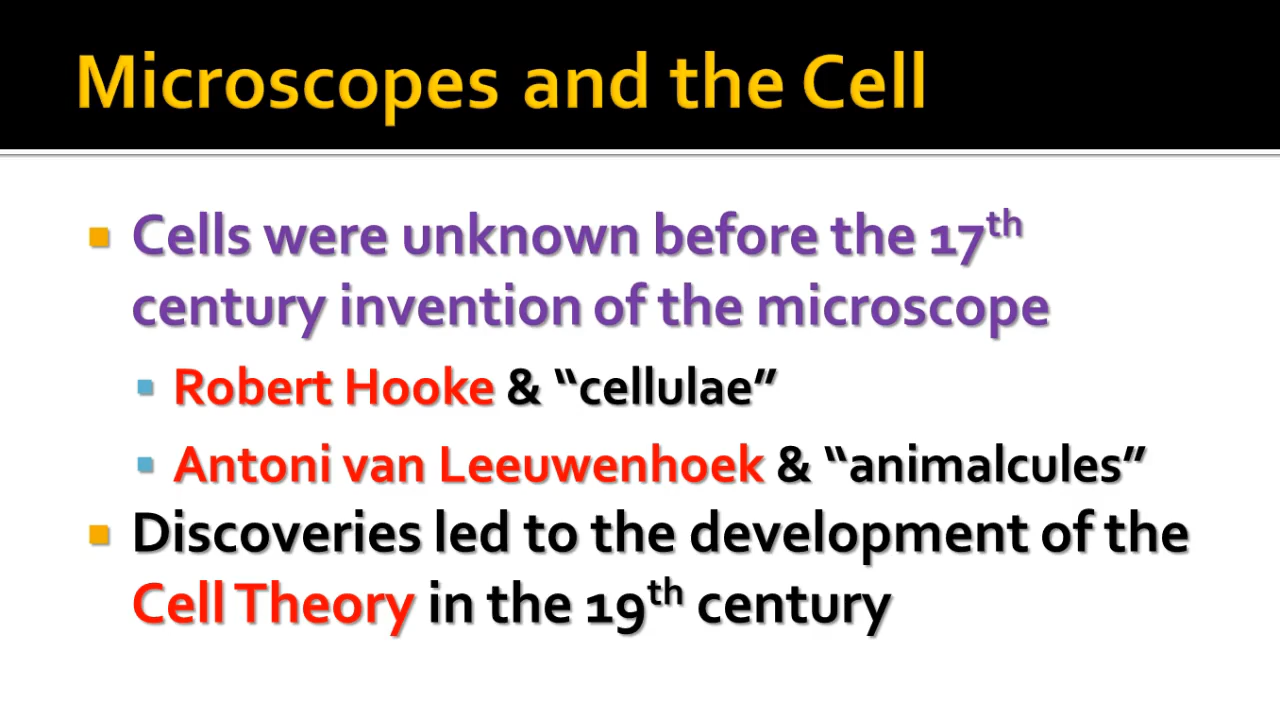 Microscopes and the Cell
Cells were unknown before the 17th
century invention of the microscope
Robert Hooke & “cellulae”
Antoni van Leeuwenhoek & “animalcules”
Discoveries led to the development of the
Cell Theory in the 19th century